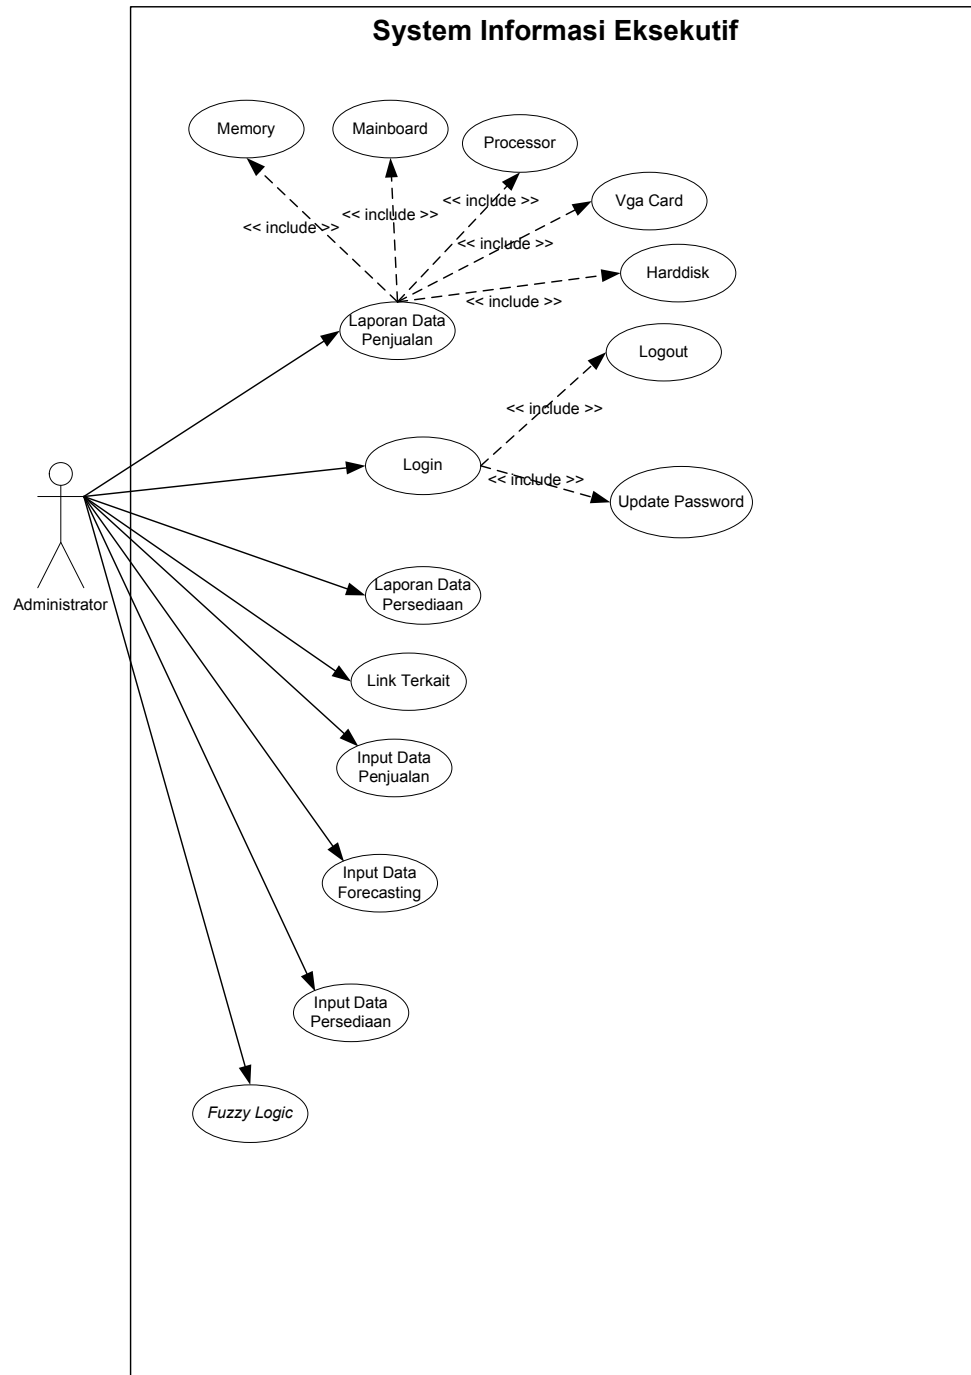 System Informasi Eksekutif
Memory
Mainboard
Processor
<< include >>
Vga Card
<< include >>
<< include >>
<< include >>
Harddisk
<< include >>
Laporan Data
Penjualan
Logout
<< include >>
Login
<< include >>
Update Password
Administrator
Laporan Data
Persediaan
Link Terkait
Input Data
Penjualan
Input Data
Forecasting
Input Data
Persediaan
Fuzzy Logic